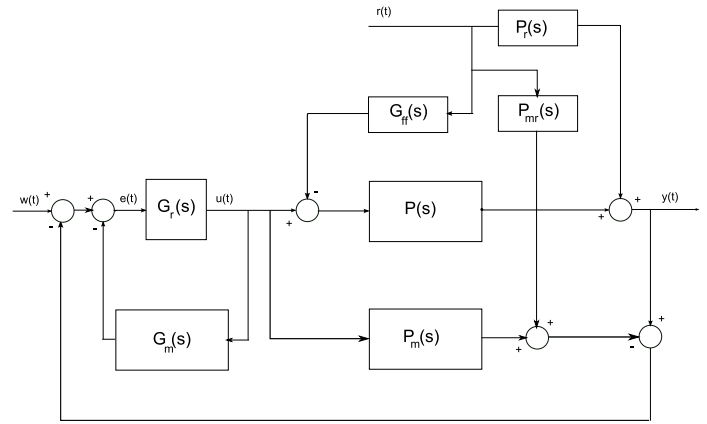 r(t)
P_r(s)
G_ff(s)
P_mr(s)
-
w(t)
+
-
+
-
e(t)
G_r(s)
u(t)
+
P(s)
+
+
y(t)
G_m(s)
P_m(s)
+
+
+
-